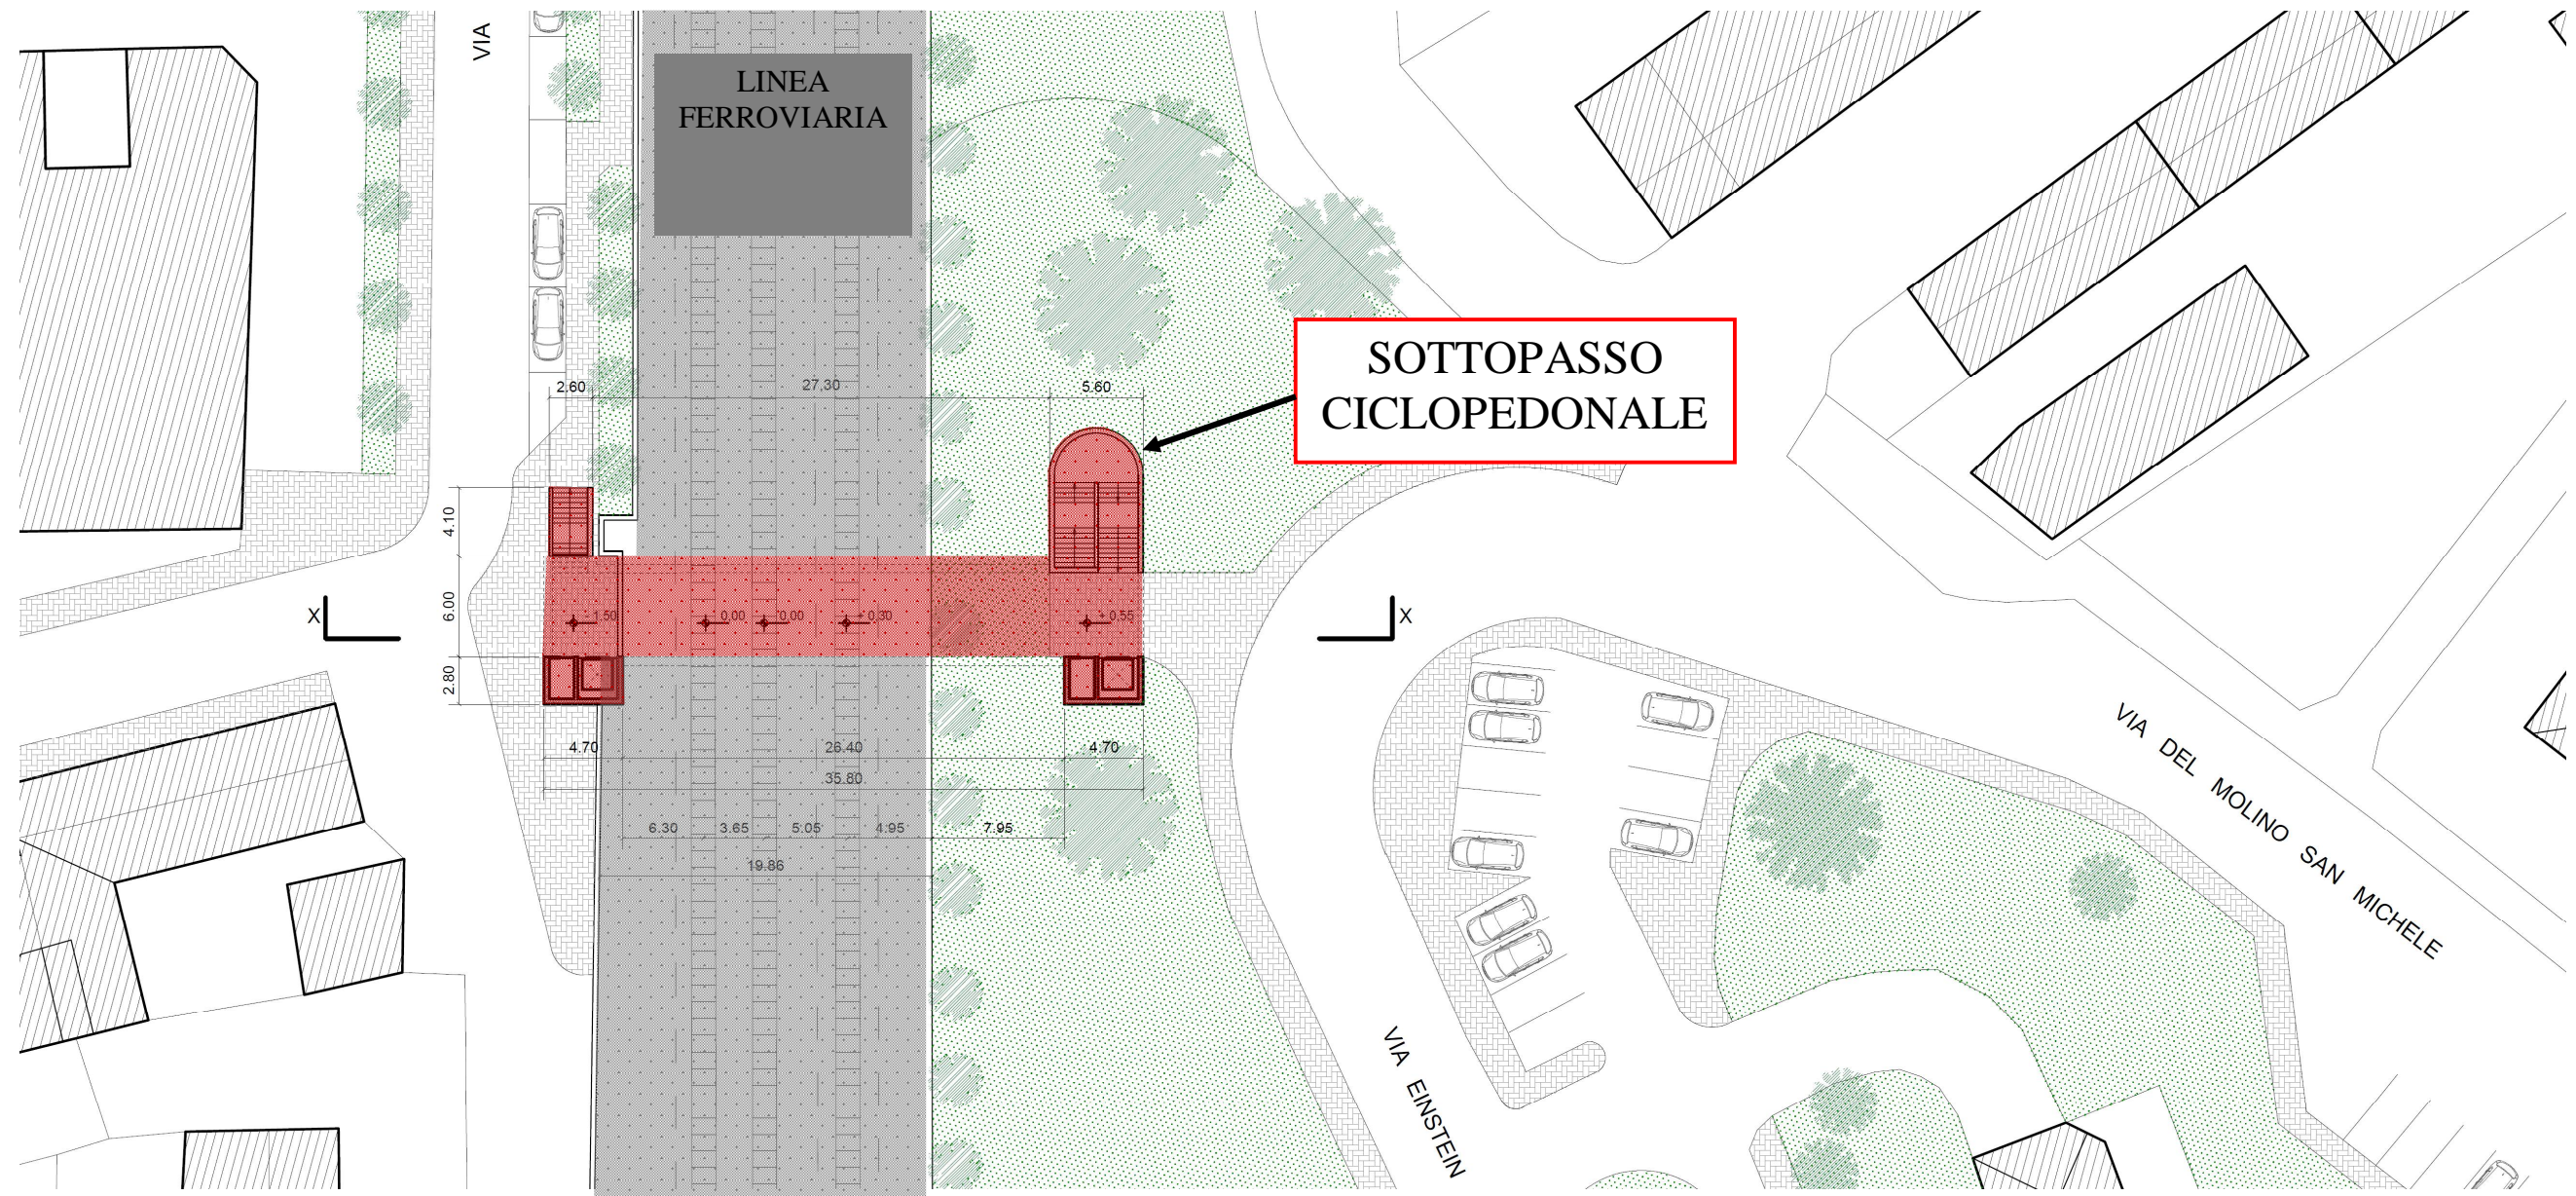 VIA
LINEA
FERROVIARIA
SOTTOPASSO
CICLOPEDONALE
2.60
27.30
5.60
4.10
6.00
2.80
X
X
- 1.50
0.00
0.00
+ 0.30
+ 0.55
4.70
26.40
4.70
35.80
6.30
3.65
5.05
4.95
7.95
19.86
VIA DEL MOLINO SAN MICHELE
VIA EINSTEIN